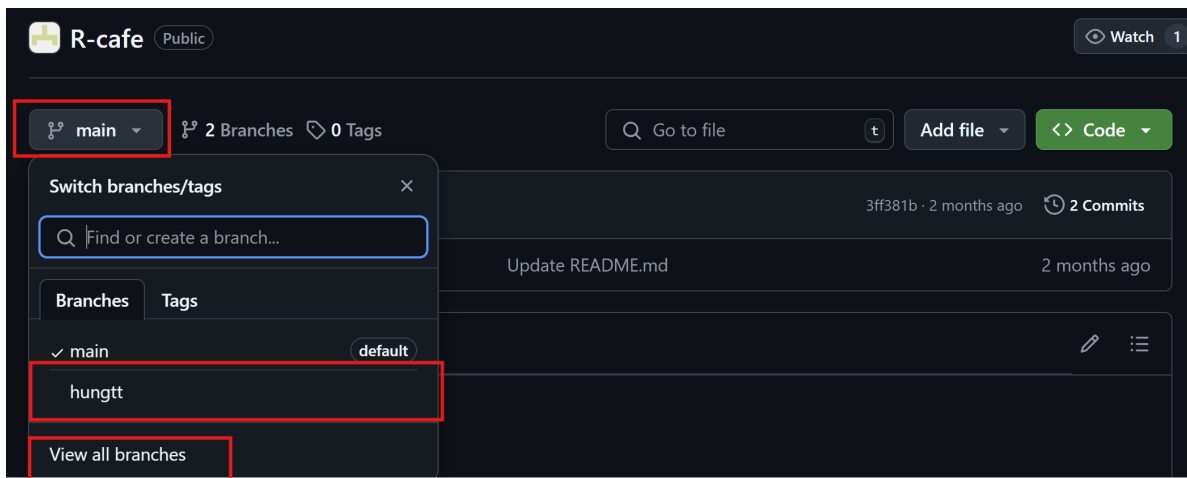 R-cafe Public Watch 1
main 2 Branches 0 Tags Go to file t Add file <> Code
Switch branches/tags
3ff381b · 2 months ago 2 Commits
Find or create a branch...
Update README.md 2 months ago
Branches Tags
main default
hungtt
View all branches